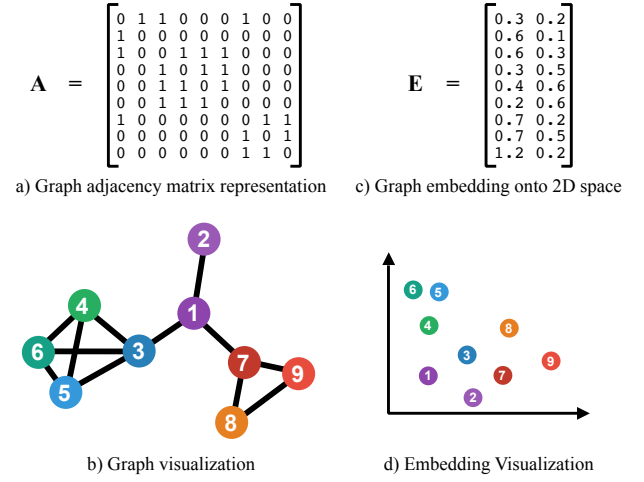 A =
0 1 1 0 0 0 1 0 0
1 0 0 0 0 0 0 0 0
1 0 0 1 1 1 0 0 0
0 0 1 0 1 1 0 0 0
0 0 1 1 0 1 0 0 0
0 0 1 1 1 0 0 0 0
1 0 0 0 0 0 0 1 1
0 0 0 0 0 0 1 0 1
0 0 0 0 0 0 1 1 0
a) Graph adjacency matrix representation
E =
0.3 0.2
0.6 0.1
0.6 0.3
0.3 0.5
0.4 0.6
0.2 0.6
0.7 0.2
0.7 0.5
1.2 0.2
c) Graph embedding onto 2D space
2
4
1
6
3
7
9
5
8
b) Graph visualization
6
5
4
8
3
9
1
7
2
d) Embedding Visualization